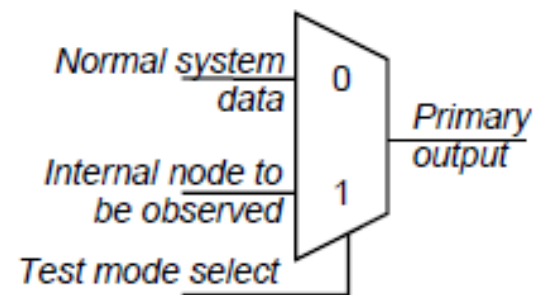 Normal system
data
0
Primary
output
Internal node to
be observed
1
Test mode select